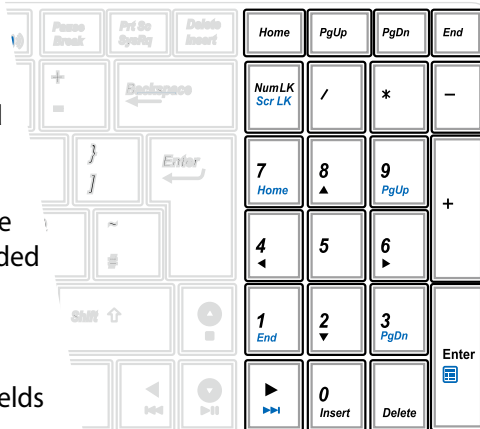 Pause Break
Prt Sc SysRq
Delete Insert
Home
PgUp
PgDn
End
+
=
Backspace
NumLK
Scr LK
/
*
–
}
]
Enter
7
Home
8
9
PgUp
+
e
ded
~
#
4
5
6
Shift
1
End
2
3
PgDn
Enter
elds
0
Insert
Delete